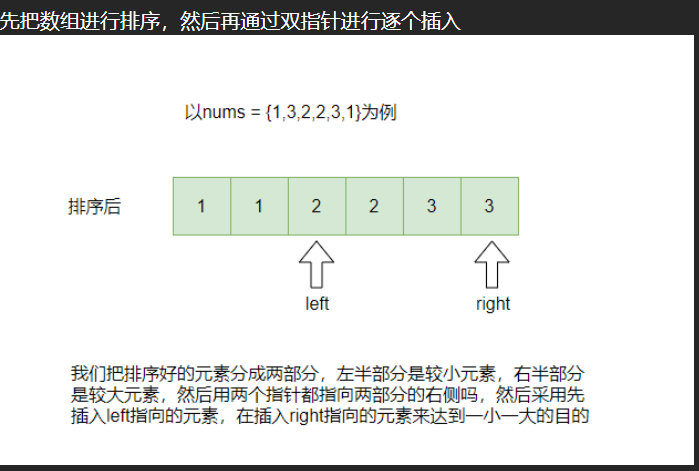 先把数组进行排序，然后再通过双指针进行逐个插入
以nums = {1,3,2,2,3,1}为例
排序后 1 1 2 2 3 3
left right
我们把排序好的元素分成两部分，左半部分是较小元素，右半部分
是较大元素，然后用两个指针都指向两部分的右侧吗，然后采用先
插入left指向的元素，在插入right指向的元素来达到一小一大的目的